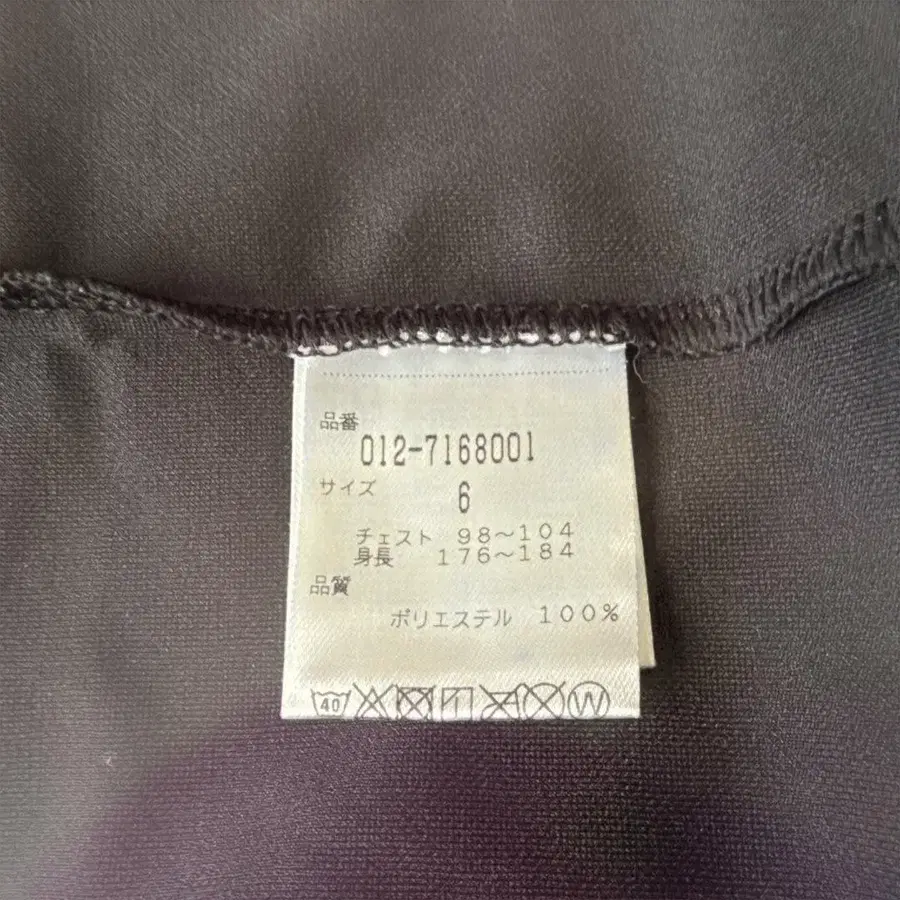 品番
012-7168001
サイズ
6
チェスト 98～104
身長 176～184
品質
ポリエステル 100%
40 W